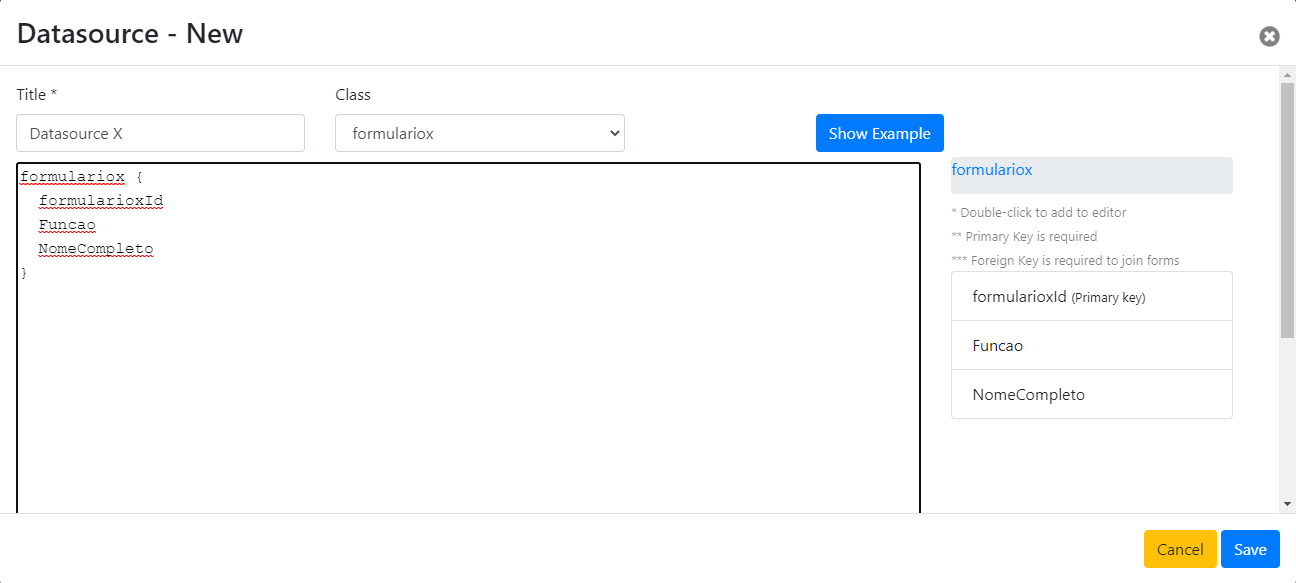 Datasource - New
Title *
Class
Datasource X
formulariox
Show Example
formulariox {
formularioxId
Funcao
NomeCompleto
}
formulariox
* Double-click to add to editor
** Primary Key is required
*** Foreign Key is required to join forms
formularioxId (Primary key)
Funcao
NomeCompleto
Cancel
Save